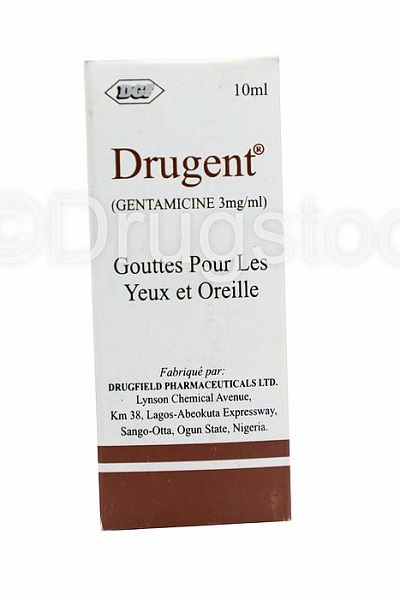 DGF
10ml
Drugent®
(GENTAMICINE 3mg/ml)
©Drugstoc
Gouttes Pour Les
Yeux et Oreille
Fabriqué par:
DRUGFIELD PHARMACEUTICALS LTD.
Lynson Chemical Avenue,
Km 38, Lagos-Abeokuta Expressway,
Sango-Otta, Ogun State, Nigeria.